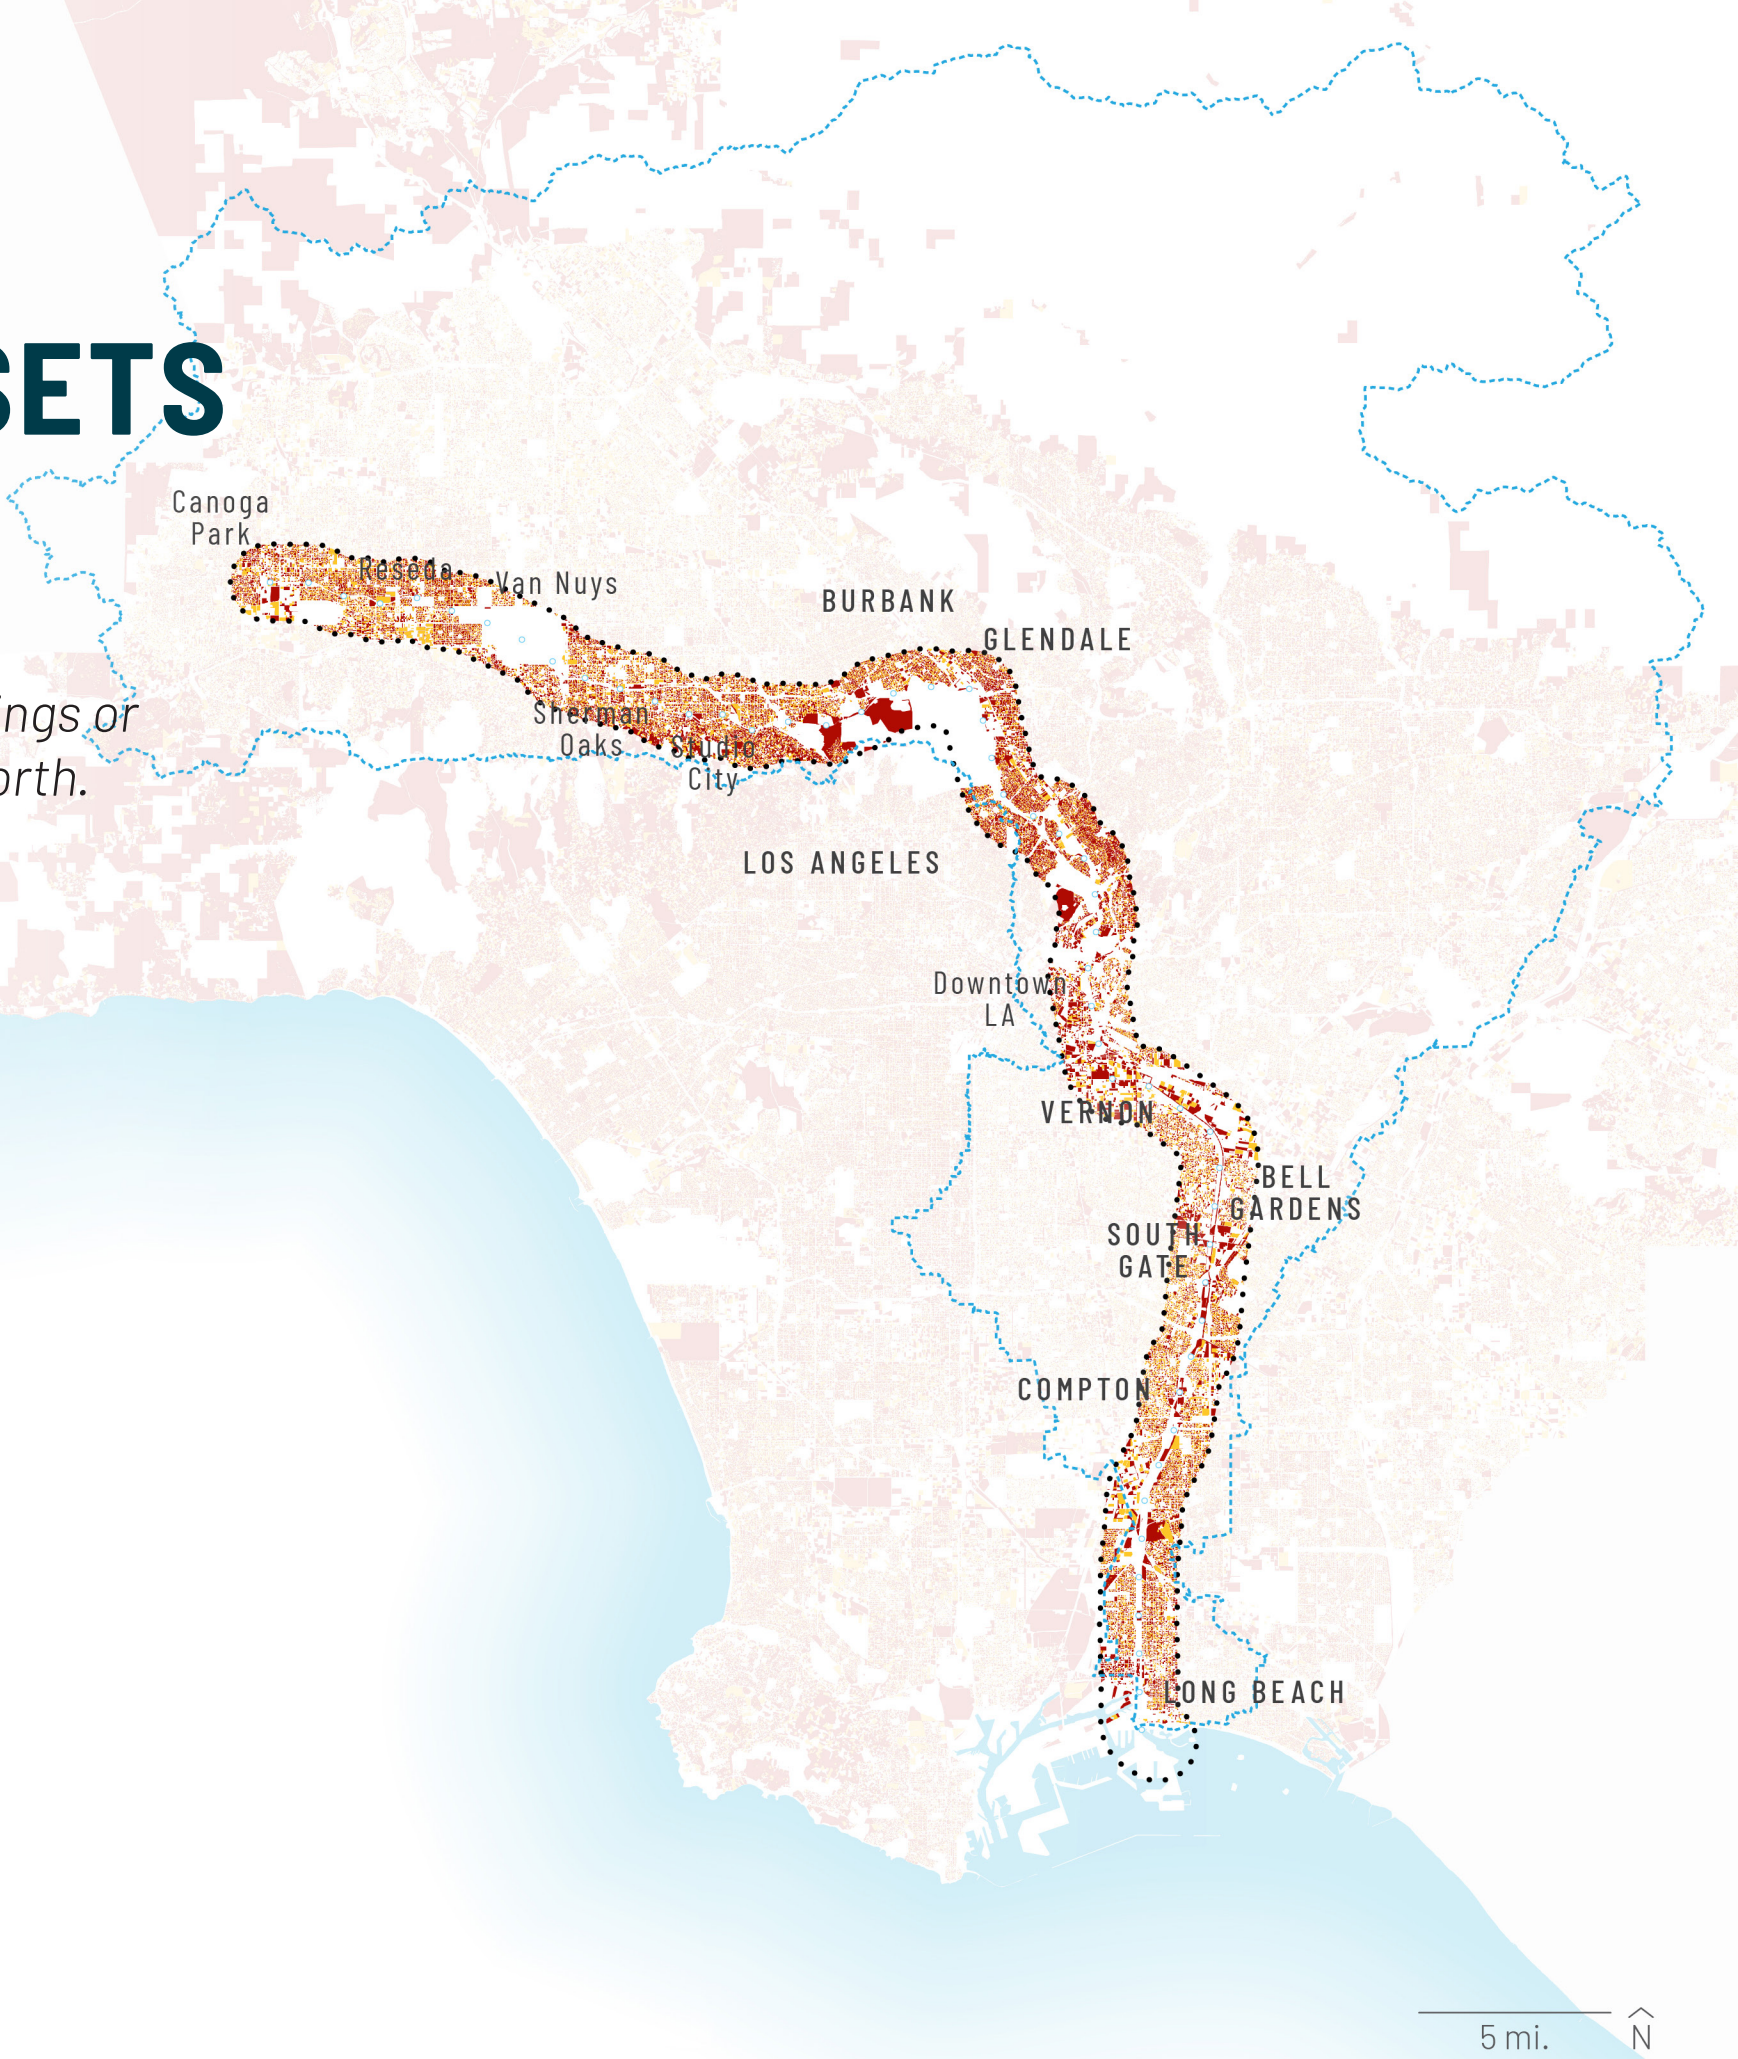 SETS
Canoga
Park
Reseda
Van Nuys
BURBANK
GLENDALE
ings or
orth.
Sherman
Oaks
Studio
City
LOS ANGELES
Downtown
LA
VERNON
BELL
GARDENS
SOUTH
GATE
COMPTON
LONG BEACH
5 mi.
N